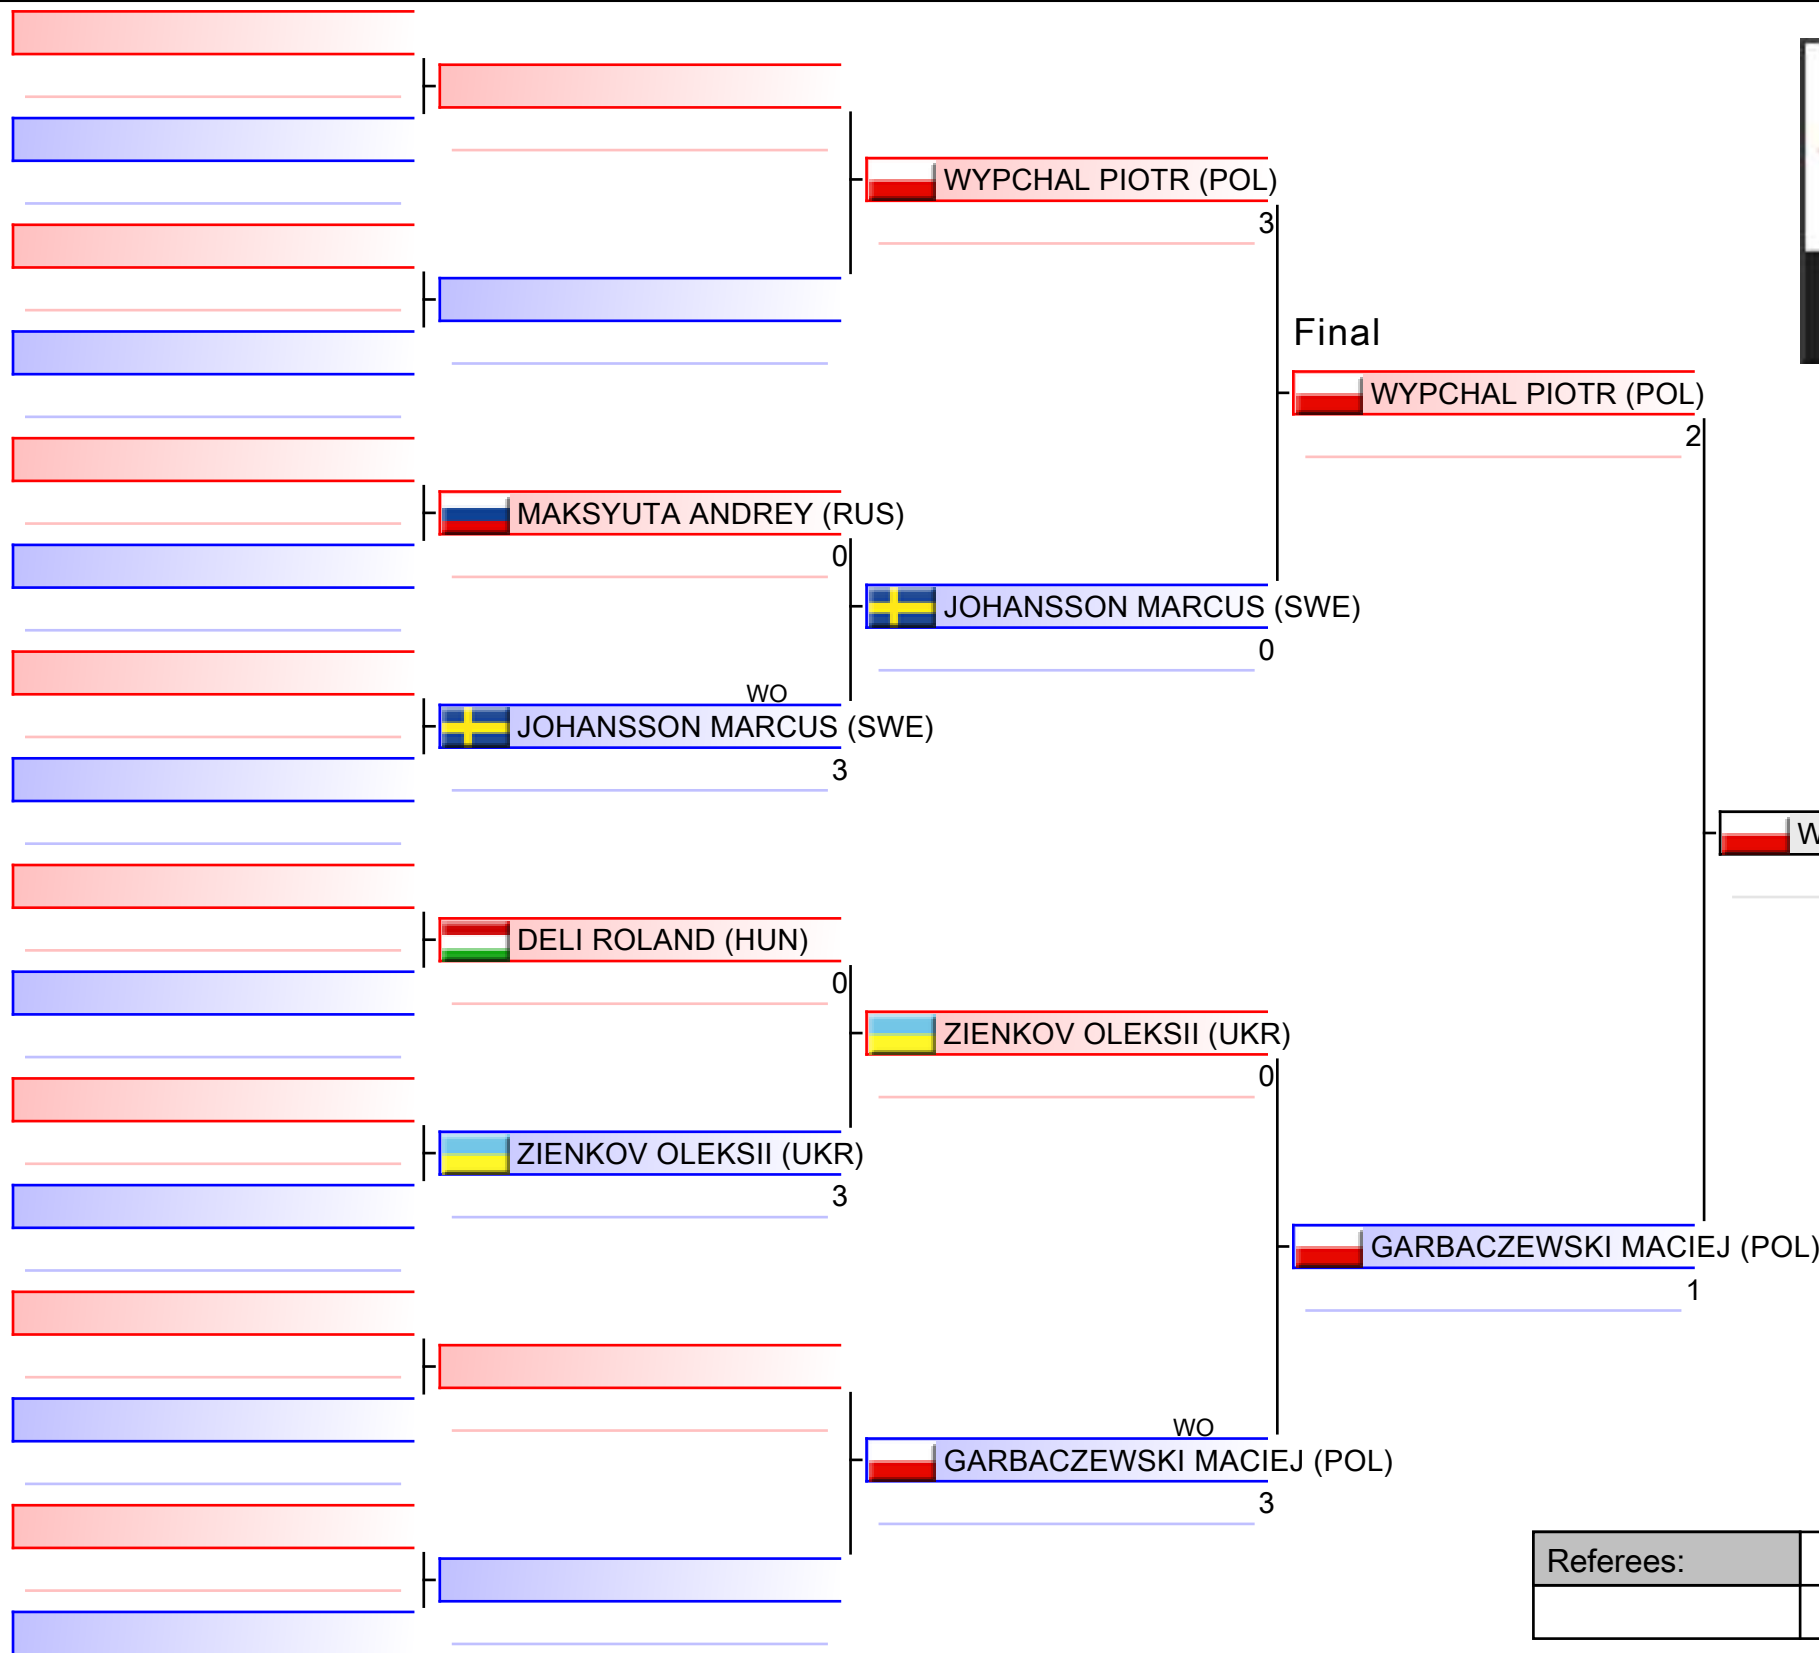 WYPCHAL PIOTR (POL)
3
Final
WYPCHAL PIOTR (POL)
2
MAKSYUTA ANDREY (RUS)
0
JOHANSSON MARCUS (SWE)
0
WO
JOHANSSON MARCUS (SWE)
3
W
DELI ROLAND (HUN)
0
ZIENKOV OLEKSII (UKR)
0
ZIENKOV OLEKSII (UKR)
3
GARBACZEWSKI MACIEJ (POL)
1
WO
GARBACZEWSKI MACIEJ (POL)
3
Referees: